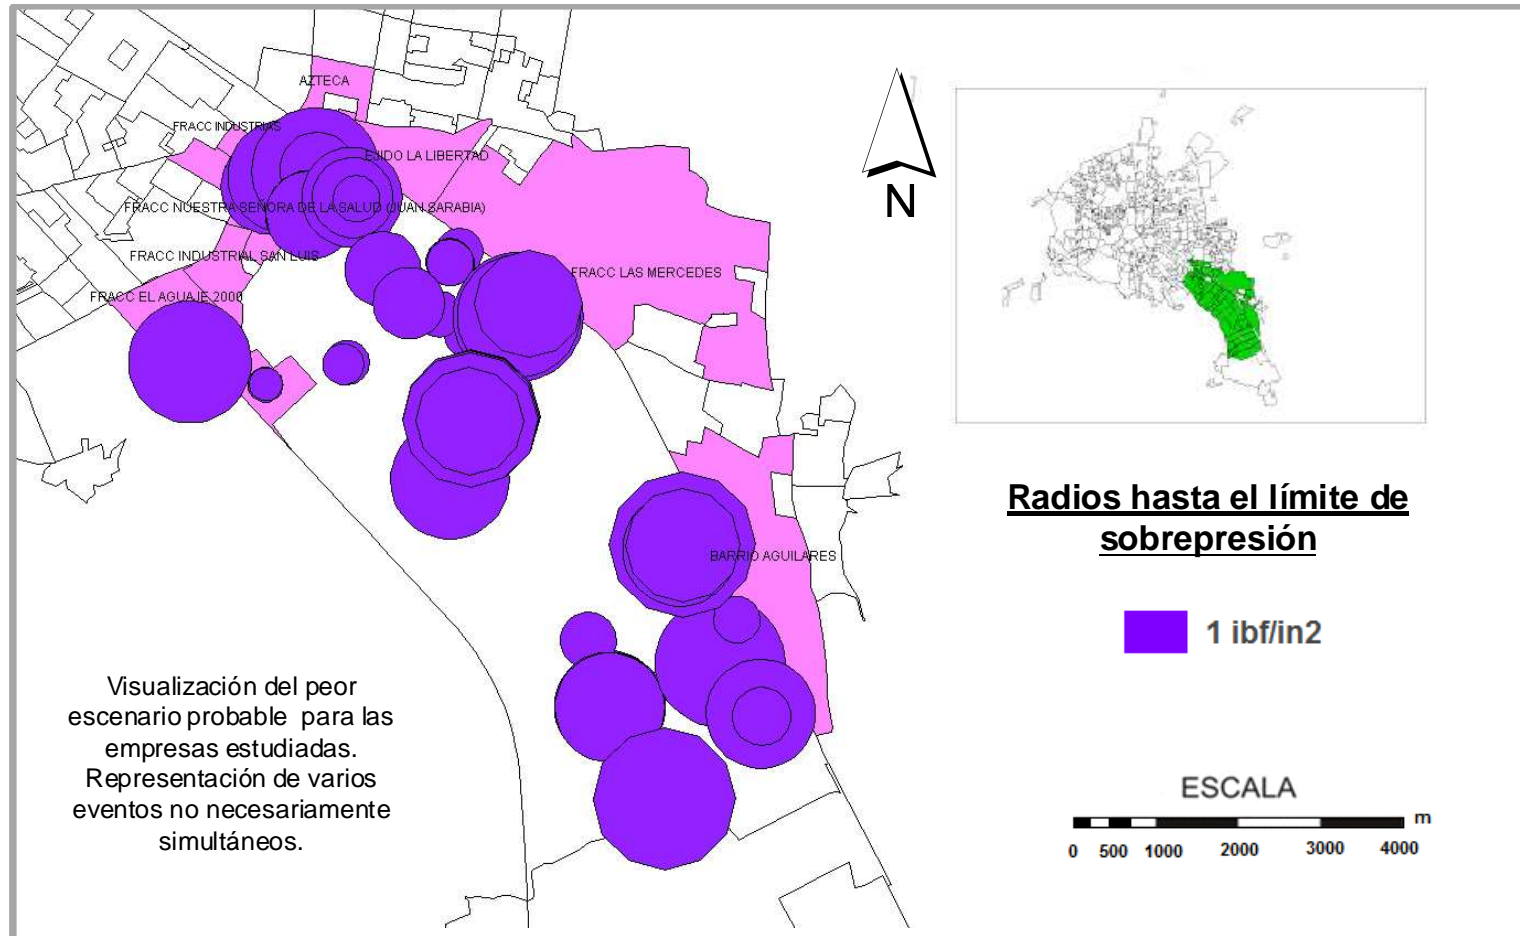 AZTECA
FRACC INDUSTRIAS
EJIDO LA LIBERTAD
FRACC NUESTRA SEÑORA DE LA SALUD (JUAN SARABIA)
FRACC INDUSTRIAL SAN LUIS
FRACC LAS MERCEDES
FRACC EL AGUAJE 2000
BARRIO AGUILARES
Visualización del peor
escenario probable para las
empresas estudiadas.
Representación de varios
eventos no necesariamente
simultáneos.
N
Radios hasta el límite de
sobrepresión
1 ibf/in2
ESCALA
m
0 500 1000 2000 3000 4000